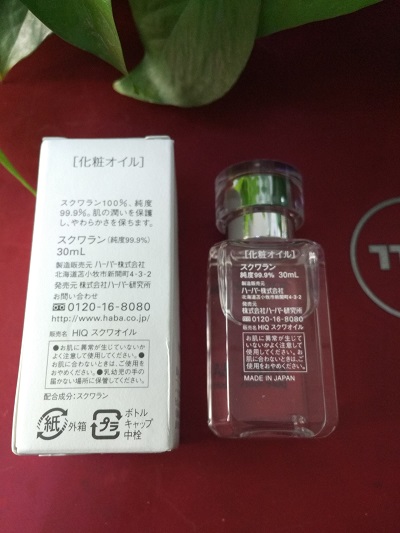 [化粧オイル]
スクワラン100%。純度
99.9%。肌の潤いを保護
し、やわらかさを保ちます。
スクワラン(純度99.9%)
30mL
製造販売元 ハーバー株式会社
北海道苫小牧市新開町4-3-2
発売元 株式会社ハーバー研究所
お問い合わせ
0120-16-8080
http://www.haba.co.jp/
販売名 HIQ スクワオイル
●お肌に異常が生じていないか
よく注意して使用してください。●
お肌に合わないときは、ご使用
をおやめください。●乳幼児の手の
届かない場所に保管してください。
配合成分:スクワラン
紙 外箱
プラ ボトル
キャップ
中栓
[化粧オイル]
スクワラン
純度99.9% 30mL
製造販売元
ハーバー株式会社
北海道苫小牧市新開町4-3-2
発売元
株式会社ハーバー研究所
0120-16-8080
販売名 HIQ スクワオイル
お肌に異常が生じていな
いかよく注意して使用し
てください。お肌に合わ
ないときは、ご使用を
おやめください。
MADE IN JAPAN